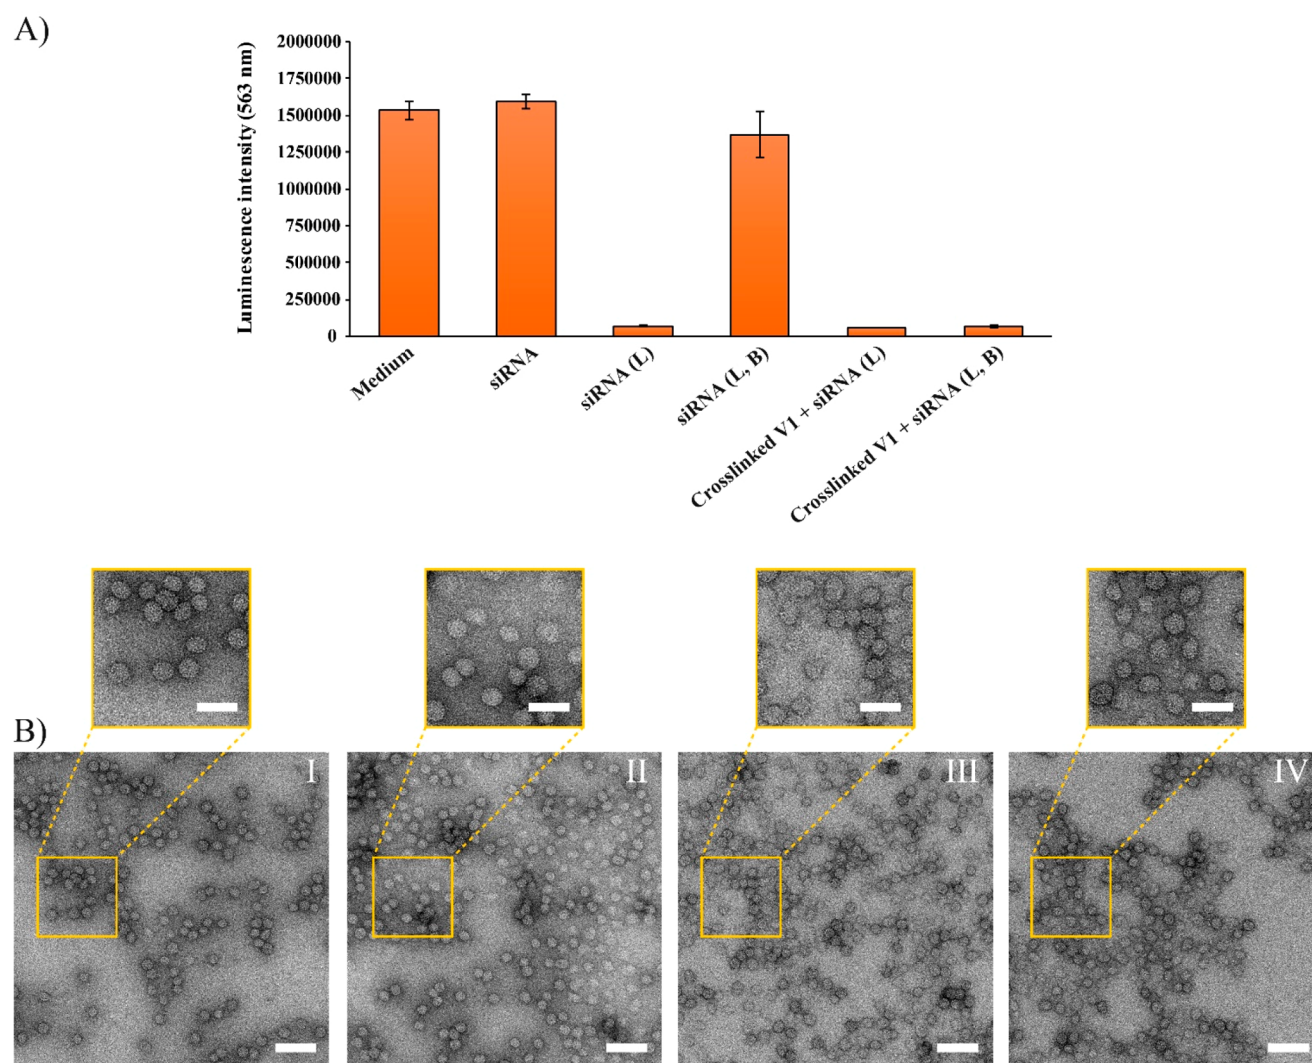 A)
Luminescence intensity (563 nm)
2000000
1750000
1500000
1250000
1000000
750000
500000
250000
0
Medium
siRNA
siRNA (L)
siRNA (L, B)
Crosslinked V1 + siRNA (L)
Crosslinked V1 + siRNA (L, B)
B)
I
II
III
IV